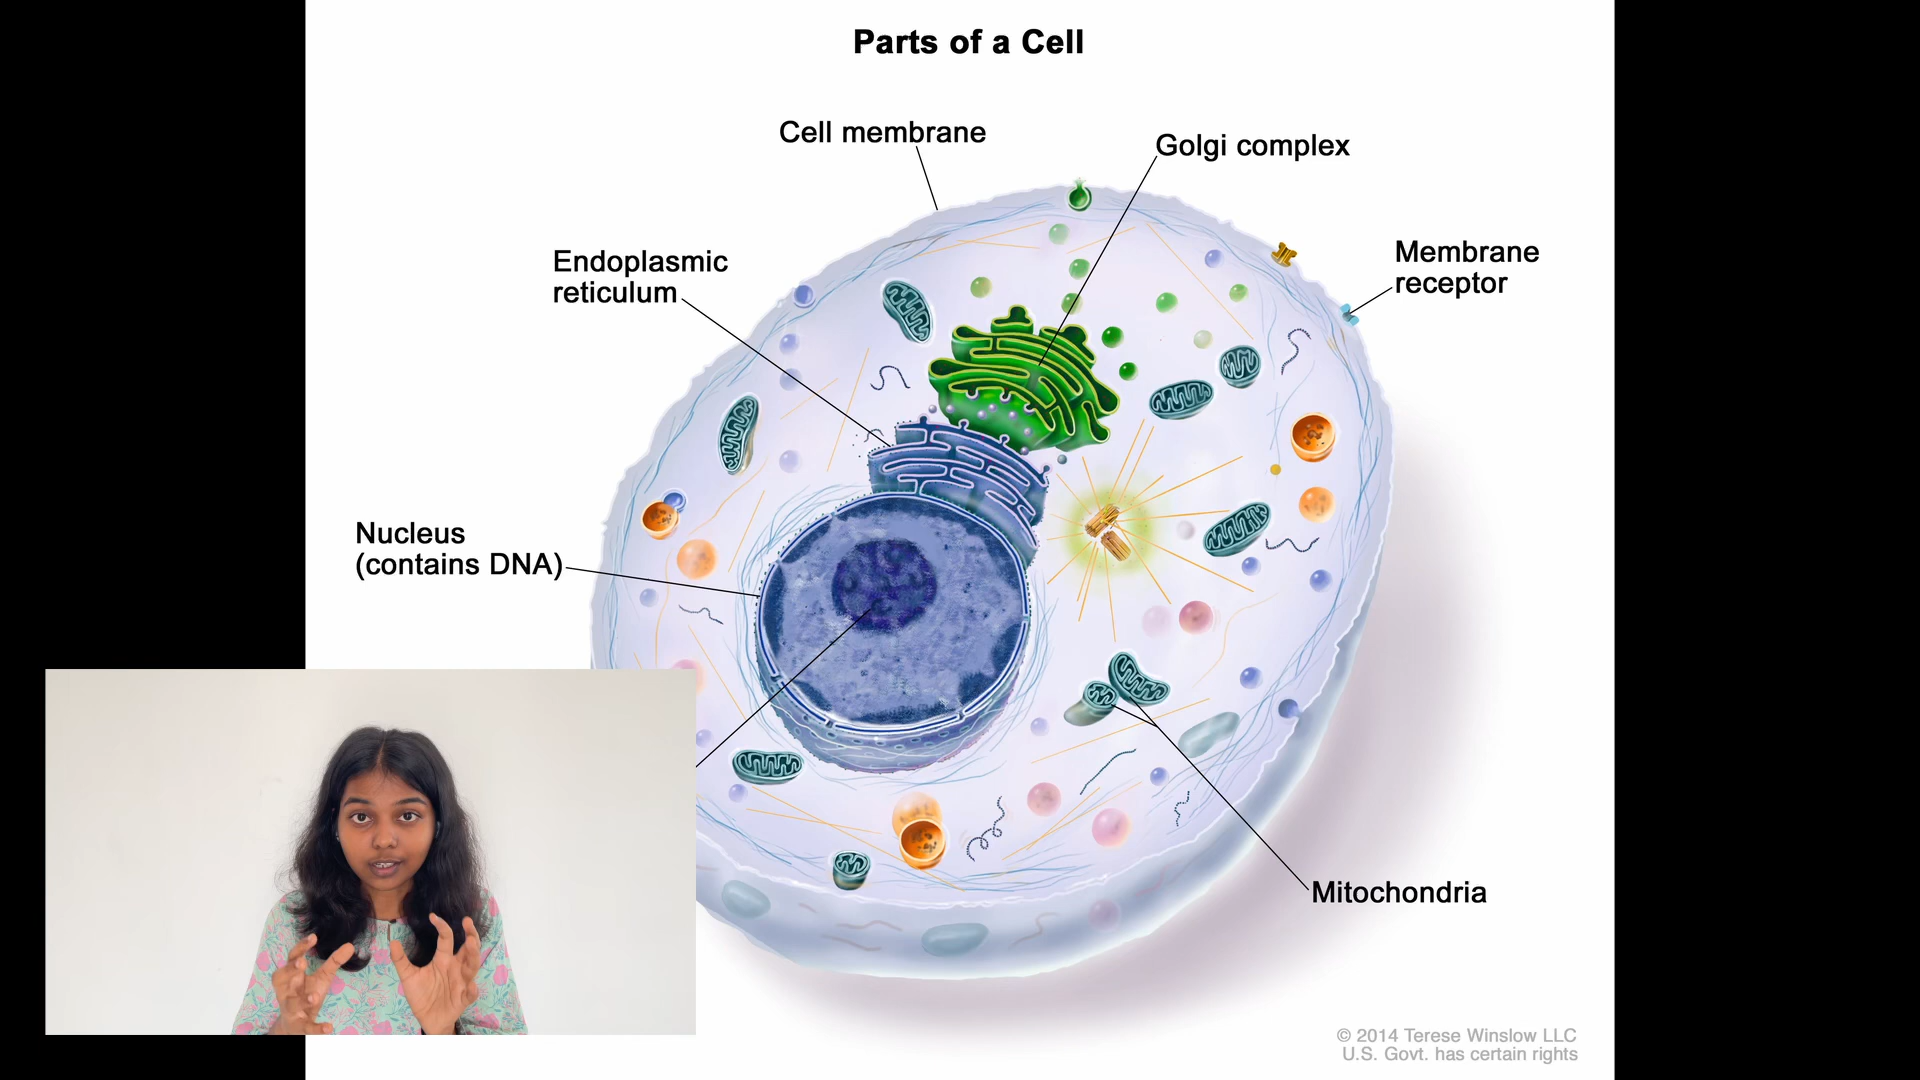 Parts of a Cell
Cell membrane
Golgi complex
Endoplasmic
reticulum
Membrane
receptor
Nucleus
(contains DNA)
Mitochondria
© 2014 Terese Winslow LLC
U.S. Govt. has certain rights